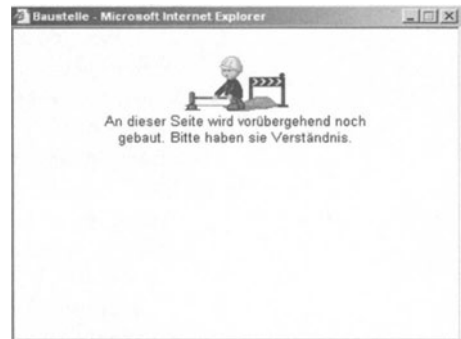 Baustelle - Microsoft Internet Explorer
An dieser Seite wird vorübergehend noch
gebaut. Bitte haben sie Verständnis.